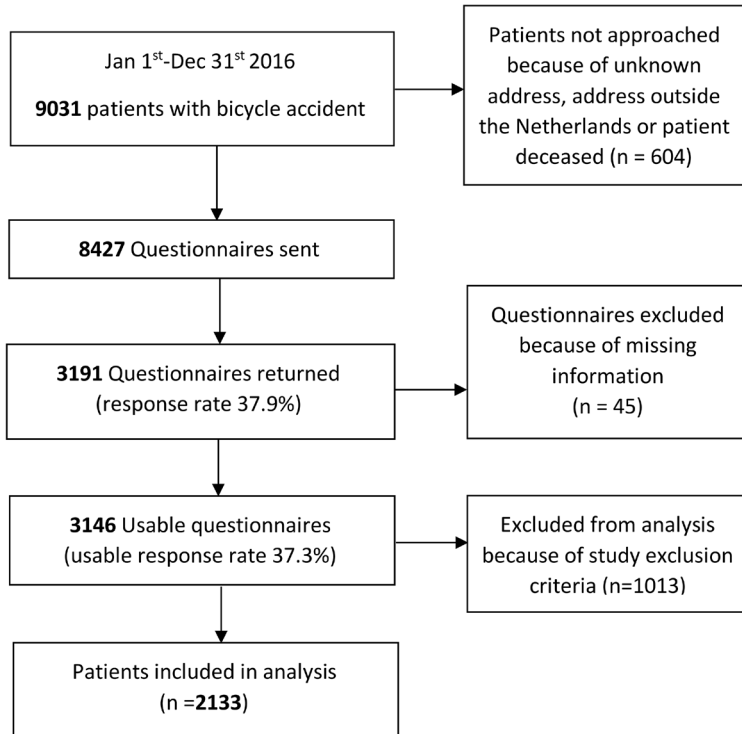 Jan 1st-Dec 31st 2016
9031 patients with bicycle accident
Patients not approached
because of unknown
address, address outside
the Netherlands or patient
deceased (n = 604)
8427 Questionnaires sent
3191 Questionnaires returned
(response rate 37.9%)
Questionnaires excluded
because of missing
information
(n = 45)
3146 Usable questionnaires
(usable response rate 37.3%)
Excluded from analysis
because of study exclusion
criteria (n=1013)
Patients included in analysis
(n =2133)